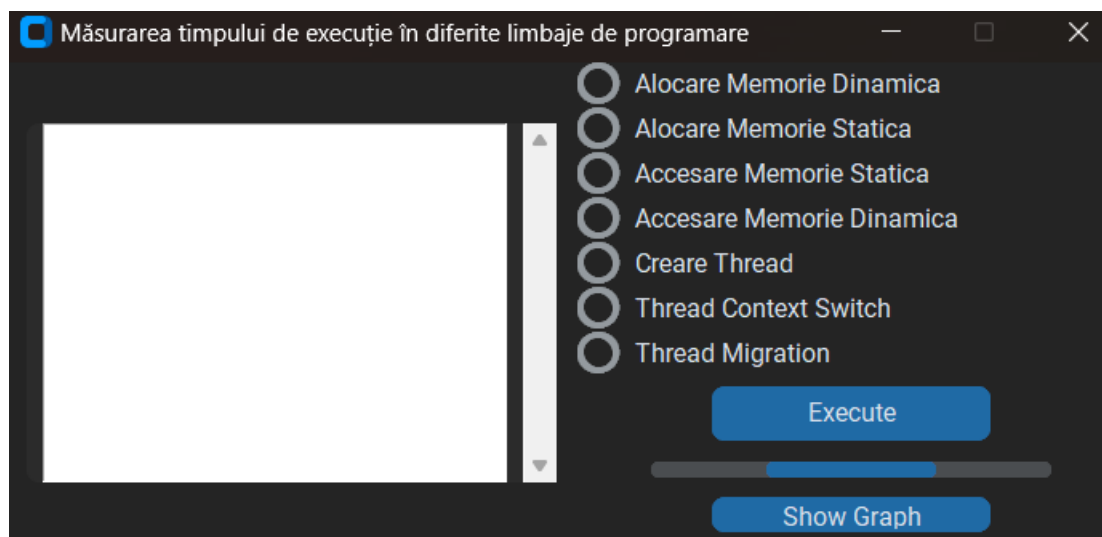 Măsurarea timpului de execuție în diferite limbaje de programare
Alocare Memorie Dinamica
Alocare Memorie Statica
Accesare Memorie Statica
Accesare Memorie Dinamica
Creare Thread
Thread Context Switch
Thread Migration
Execute
Show Graph